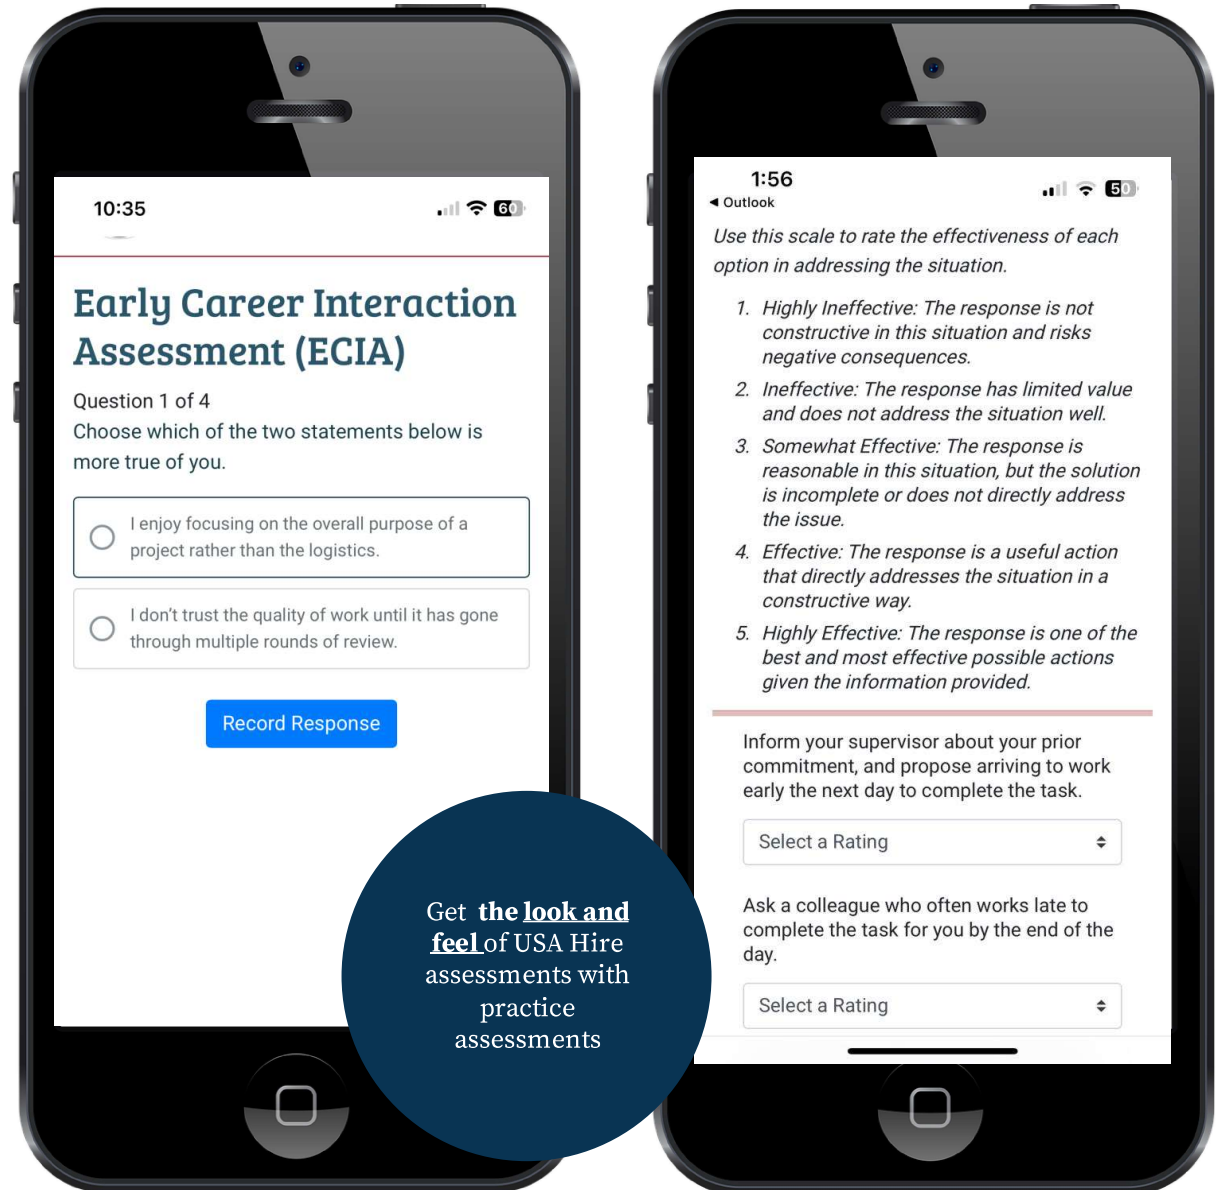 10:35
60
Early Career Interaction
Assessment (ECIA)
Question 1 of 4
Choose which of the two statements below is
more true of you.
I enjoy focusing on the overall purpose of a
project rather than the logistics.
I don't trust the quality of work until it has gone
through multiple rounds of review.
Record Response
Get the look and
feel of USA Hire
assessments with
practice
assessments
1:56
50
◀ Outlook
Use this scale to rate the effectiveness of each
option in addressing the situation.
1. Highly Ineffective: The response is not
constructive in this situation and risks
negative consequences.
2. Ineffective: The response has limited value
and does not address the situation well.
3. Somewhat Effective: The response is
reasonable in this situation, but the solution
is incomplete or does not directly address
the issue.
4. Effective: The response is a useful action
that directly addresses the situation in a
constructive way.
5. Highly Effective: The response is one of the
best and most effective possible actions
given the information provided.
Inform your supervisor about your prior
commitment, and propose arriving to work
early the next day to complete the task.
Select a Rating
Ask a colleague who often works late to
complete the task for you by the end of the
day.
Select a Rating